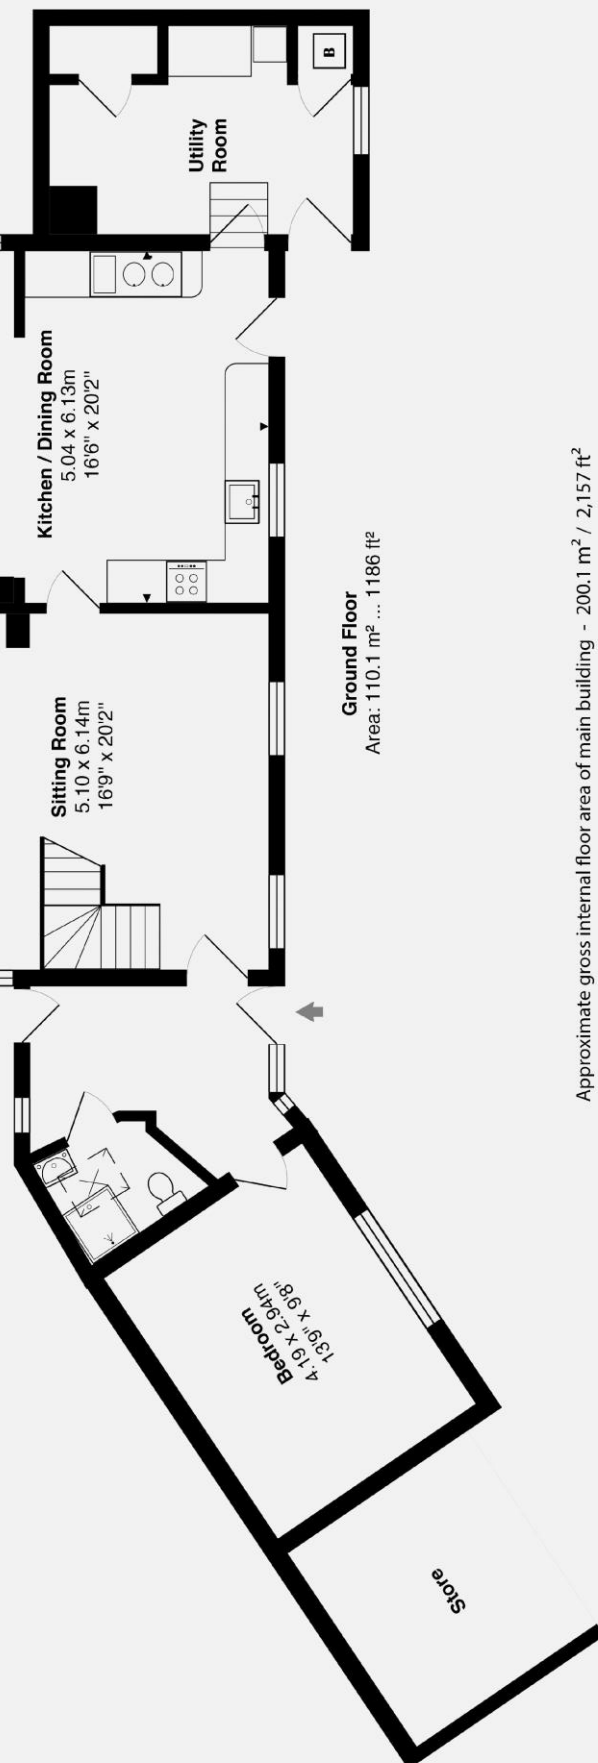 B
Utility
Room
Kitchen / Dining Room
5.04 x 6.13m
16'6" x 20'2"
Sitting Room
5.10 x 6.14m
16'9" x 20'2"
Ground Floor
Area: 110.1 m² ... 1186 ft²
Bedroom
4.19 x 2.94m
13'9" x 9'8"
Store
Approximate gross internal floor area of main building - 200.1 m² / 2,157 ft²